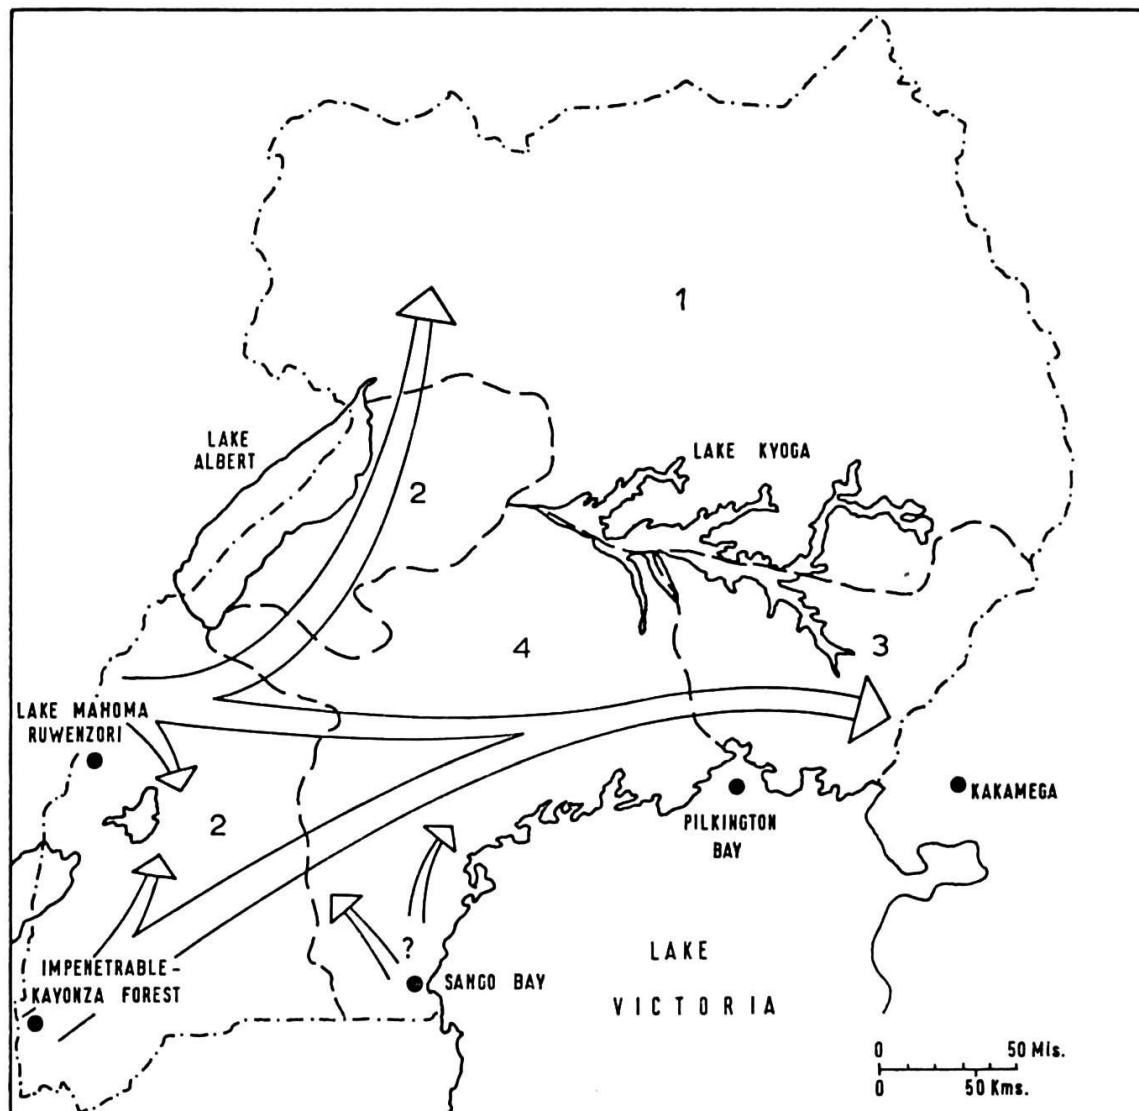 1
LAKE
ALBERT
LAKE KYOGA
2
4
3
LAKE MAHOMA
RUWENZORI
2
KAKAMEGA
PILKINGTON
BAY
?
IMPENETRABLE-
KAYONZA FOREST
SANGO BAY
LAKE
VICTORIA
0 50 Mls.
0 50 Kms.